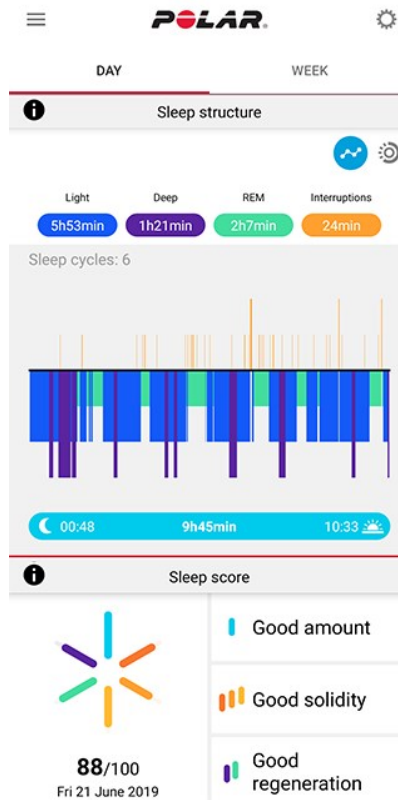 POLAR.
DAY WEEK
Sleep structure
Light Deep REM Interruptions
5h53min 1h21min 2h7min 24min
Sleep cycles: 6
00:48 9h45min 10:33
Sleep score
Good amount
Good solidity
88/100
Fri 21 June 2019
Good
regeneration